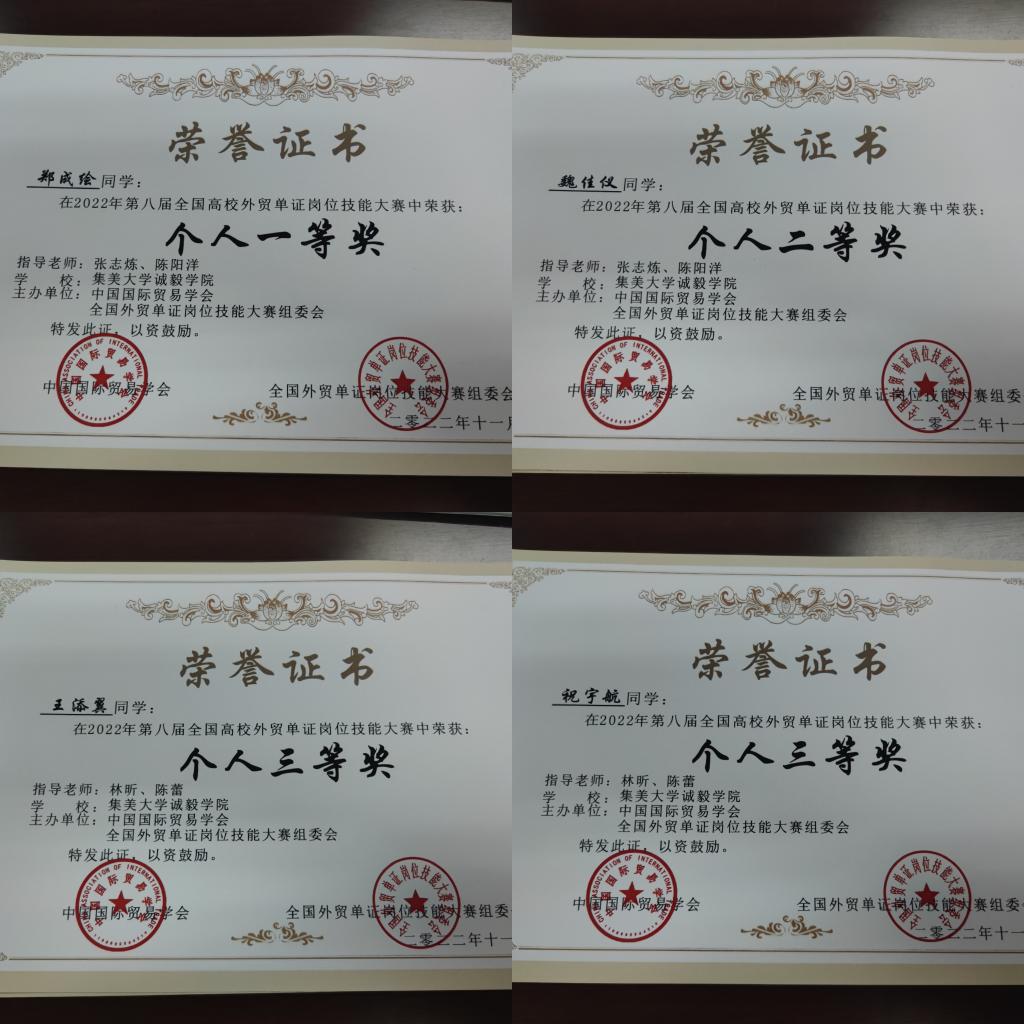 荣誉证书
郑成绘同学：
在2022年第八届全国高校外贸单证岗位技能大赛中荣获：
个人一等奖
指导老师：张志炼、陈阳洋
学 校：集美大学诚毅学院
主办单位：中国国际贸易学会
全国外贸单证岗位技能大赛组委会
特发此证，以资鼓励。
中国国际贸易学会
全国外贸单证岗位技能大赛组委会
二零二二年十一月
荣誉证书
魏佳仪同学：
在2022年第八届全国高校外贸单证岗位技能大赛中荣获：
个人二等奖
指导老师：张志炼、陈阳洋
学 校：集美大学诚毅学院
主办单位：中国国际贸易学会
全国外贸单证岗位技能大赛组委会
特发此证，以资鼓励。
中国国际贸易学会
全国外贸单证岗位技能大赛组委
二零二二年十一
荣誉证书
王添翼同学：
在2022年第八届全国高校外贸单证岗位技能大赛中荣获：
个人三等奖
指导老师：林昕、陈蕾
学 校：集美大学诚毅学院
主办单位：中国国际贸易学会
全国外贸单证岗位技能大赛组委会
特发此证，以资鼓励。
中国国际贸易学会
全国外贸单证岗位技能大赛组委
二零二二年十一
荣誉证书
祝宇航同学：
在2022年第八届全国高校外贸单证岗位技能大赛中荣获：
个人三等奖
指导老师：林昕、陈蕾
学 校：集美大学诚毅学院
主办单位：中国国际贸易学会
全国外贸单证岗位技能大赛组委会
特发此证，以资鼓励。
中国国际贸易学会
全国外贸单证岗位技能大赛组委
二零二二年十一